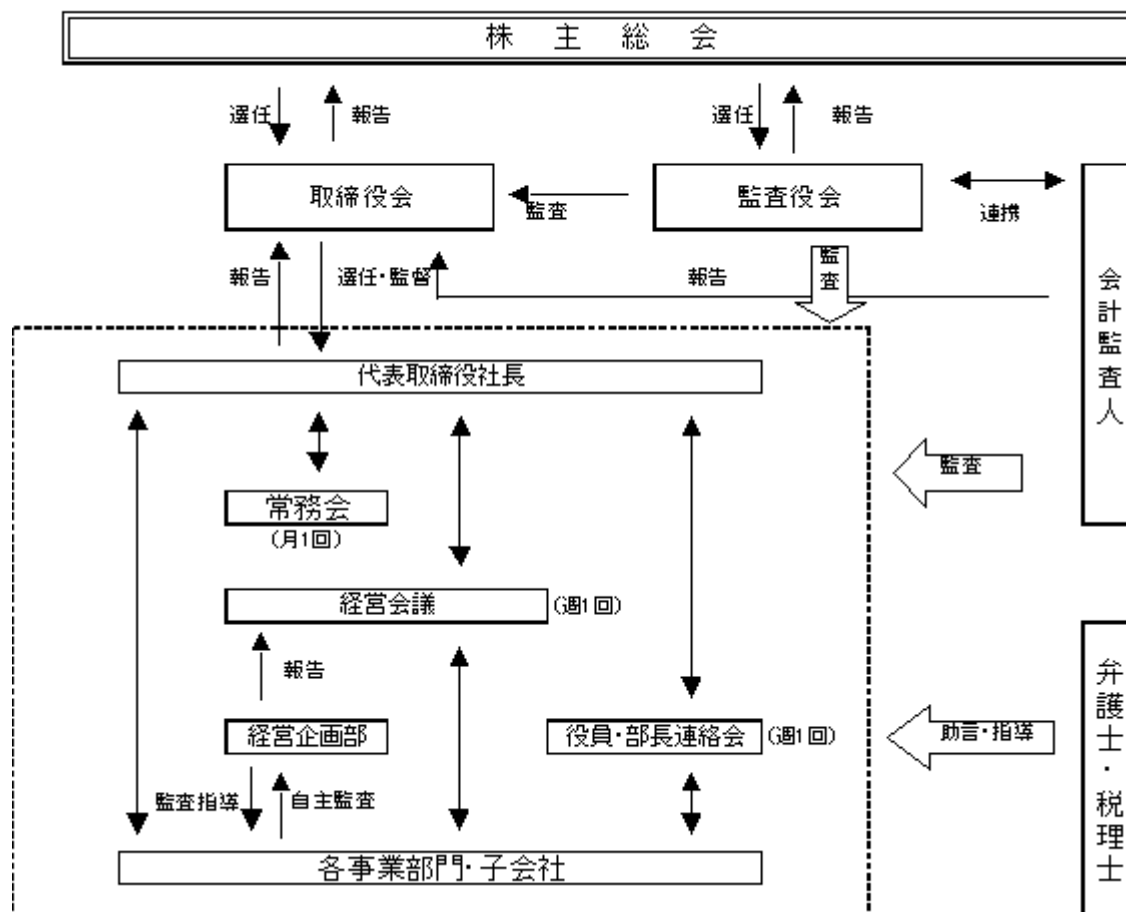 株主総会
選任
報告
選任
報告
取締役会
監査
監査役会
連携
報告
選任・監督
報告
監査
会計監査人
代表取締役社長
監査
常務会
(月1回)
経営会議
(週1回)
報告
経営企画部
役員・部長連絡会
(週1回)
助言・指導
弁護士・税理士
監査指導
自主監査
各事業部門・子会社